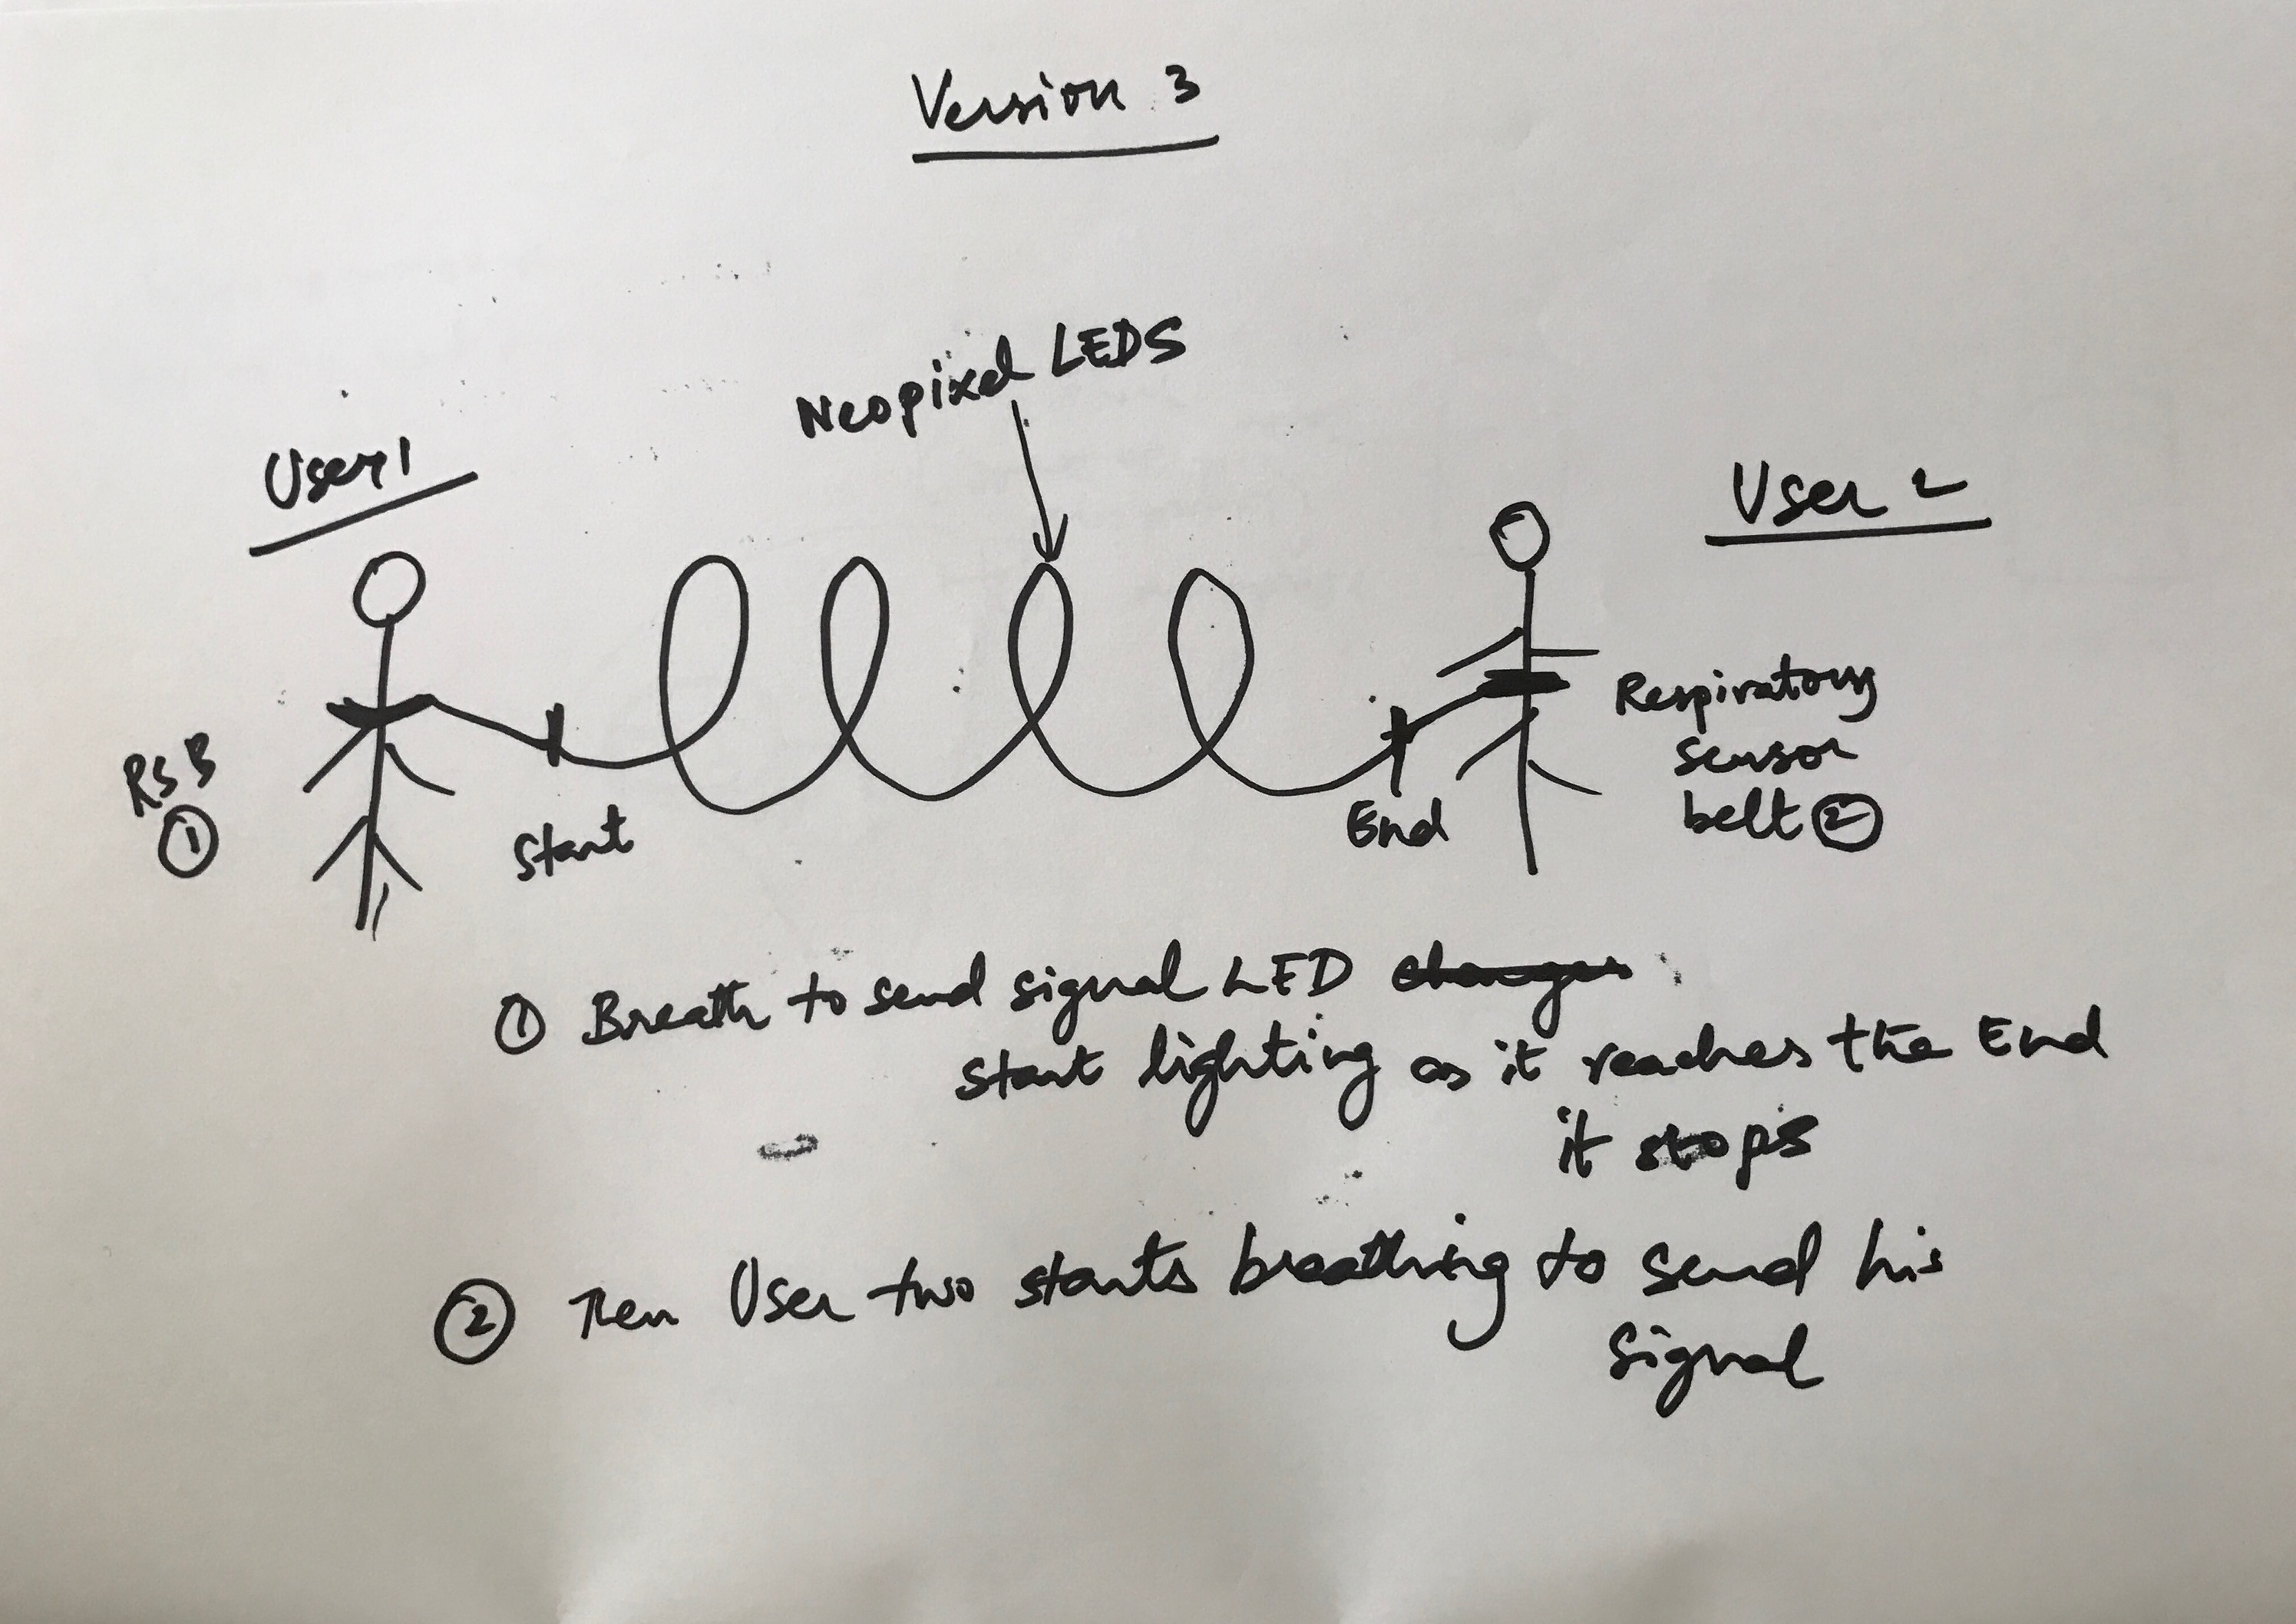 Version 3
Neopixel LEDS
User 1
User 2
RSB
①
Start
End
Respiratory
sensor
belt ②
① Breath to send signal LED changes
start lighting as it reaches the End
it stops
② Then User two starts breathing to send his
signal